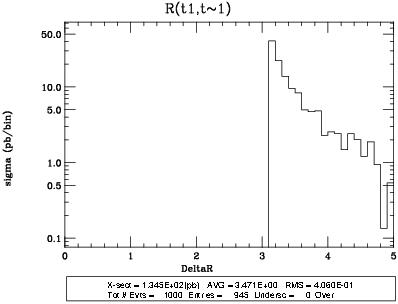 R(t1,t~1)
50.0
10.0
5.0
1.0
0.5
0.1
sigma (pb/bin)
0 1 2 3 4 5
DeltaR
X-sect = 1.345E+02(pb) AVG = 3.471E+00 RMS = 4.060E-01
Tot # Evts = 1000 Entries = 945 Undersc = 0 Over